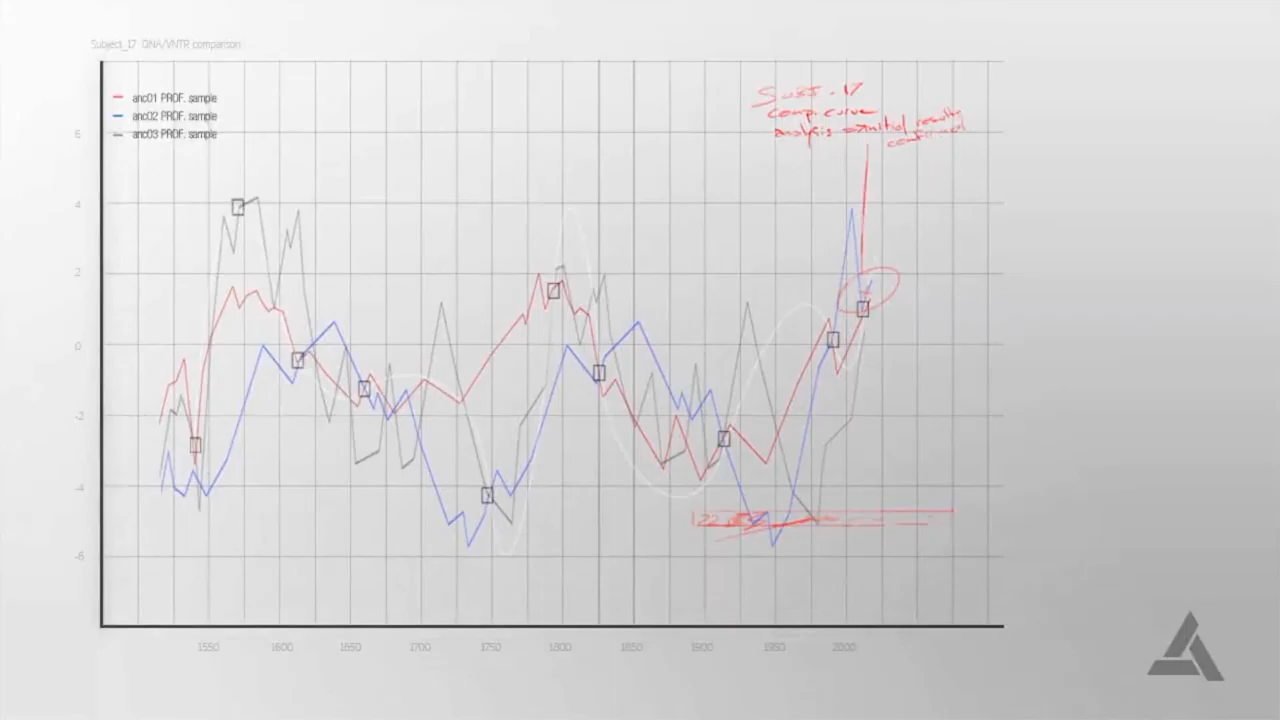 Subject_17 DNA/VNTR comparison
anc01 PROF. sample
anc02 PROF. sample
anc03 PROF. sample
SUBJ. 17
comp. curve
analysis initial results
confirmed
6
4
2
0
-2
-4
-6
1550
1600
1650
1700
1750
1800
1850
1900
1950
2000